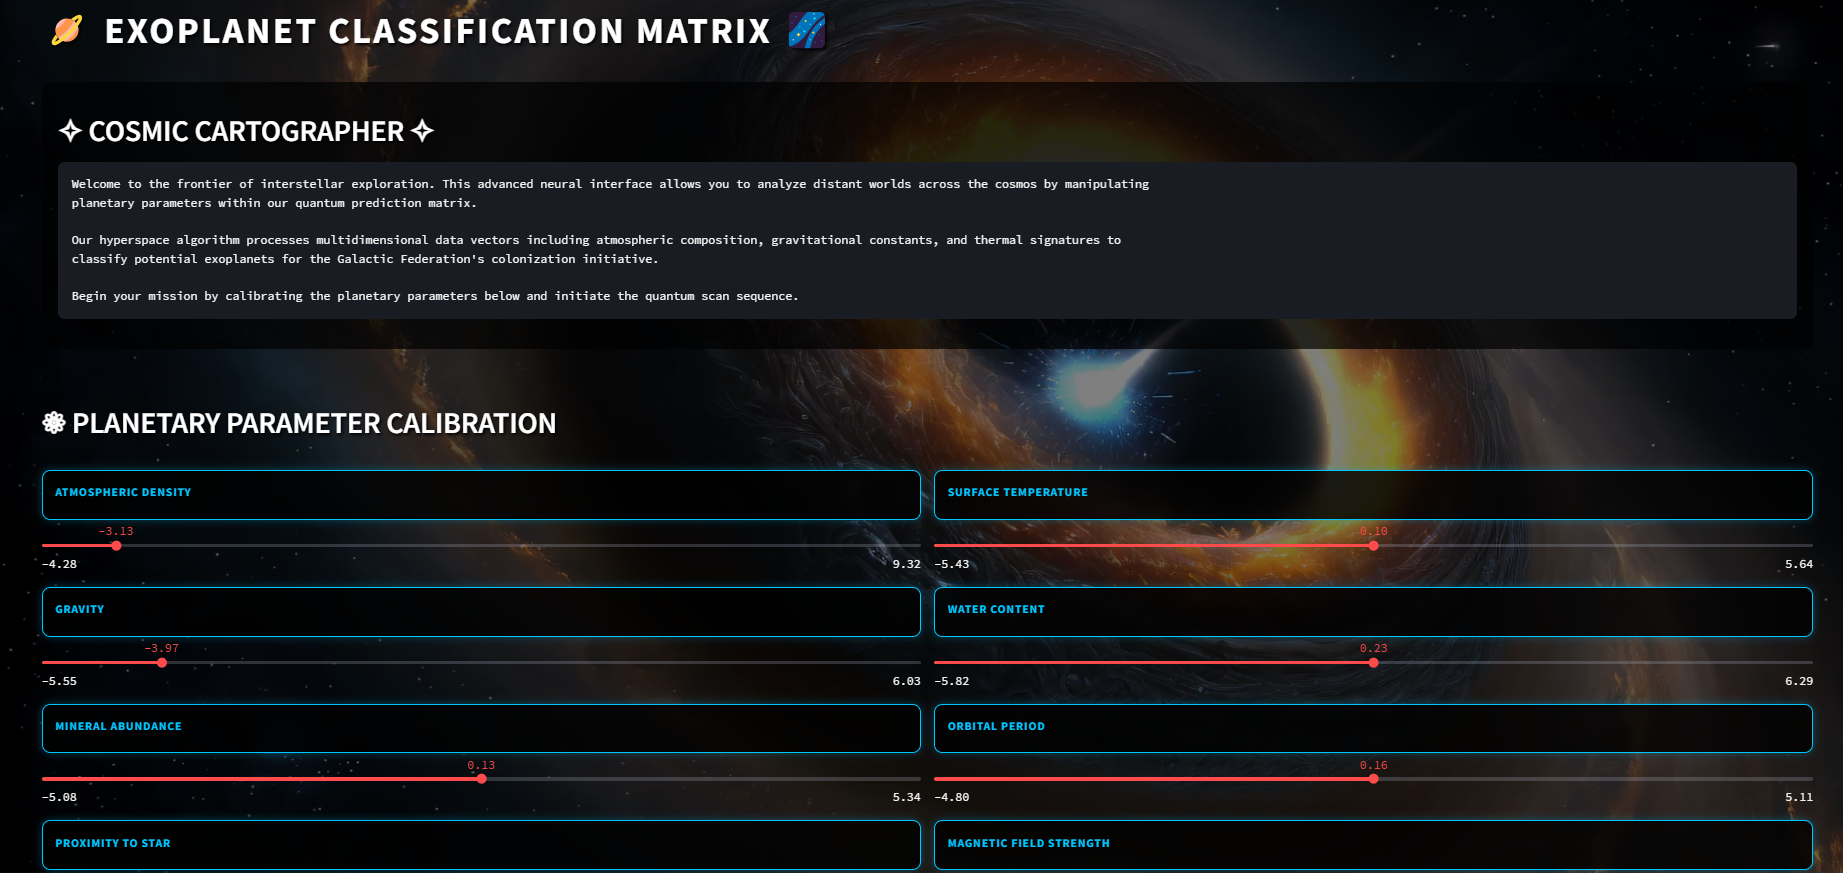 EXOPLANET CLASSIFICATION MATRIX
✧ COSMIC CARTOGRAPHER ✧
Welcome to the frontier of interstellar exploration. This advanced neural interface allows you to analyze distant worlds across the cosmos by manipulating
planetary parameters within our quantum prediction matrix.
Our hyperspace algorithm processes multidimensional data vectors including atmospheric composition, gravitational constants, and thermal signatures to
classify potential exoplanets for the Galactic Federation's colonization initiative.
Begin your mission by calibrating the planetary parameters below and initiate the quantum scan sequence.
❃ PLANETARY PARAMETER CALIBRATION
ATMOSPHERIC DENSITY
-3.13
-4.28 9.32
SURFACE TEMPERATURE
0.10
-5.43 5.64
GRAVITY
-3.97
-5.55 6.03
WATER CONTENT
0.23
-5.82 6.29
MINERAL ABUNDANCE
0.13
-5.08 5.34
ORBITAL PERIOD
0.16
-4.80 5.11
PROXIMITY TO STAR
MAGNETIC FIELD STRENGTH